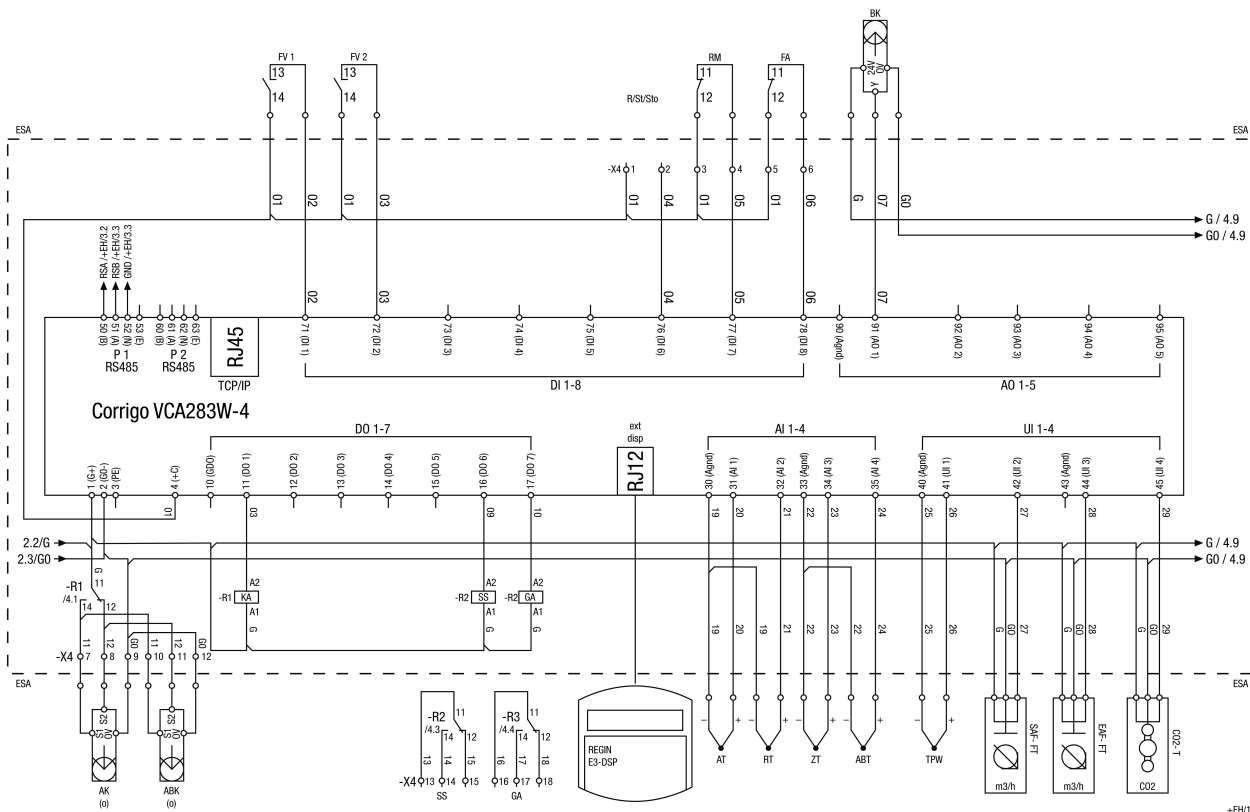 BK
FV 1
FV 2
RM
FA
13
13
11
11
14
14
12
12
24V
0V
Y
R/St/Sto
ESA
ESA
-X4
1
2
3
4
5
6
01
02
01
03
01
04
01
05
01
06
G
07
G0
G / 4.9
G0 / 4.9
RSA /+EH/3.2
RSB /+EH/3.3
GND /+EH/3.3
02
03
04
05
06
07
50 (B)
51 (A)
52 (N)
53 (E)
60 (B)
61 (A)
62 (N)
63 (E)
RJ45
71 (DI 1)
72 (DI 2)
73 (DI 3)
74 (DI 4)
75 (DI 5)
76 (DI 6)
77 (DI 7)
78 (DI 8)
90 (Agnd)
91 (AO 1)
92 (AO 2)
93 (AO 3)
94 (AO 4)
95 (AO 5)
P 1
RS485
P 2
RS485
TCP/IP
DI 1-8
AO 1-5
Corrigo VCA283W-4
DO 1-7
ext
disp
AI 1-4
UI 1-4
1 (G+)
2 (G0-)
3 (PE)
4 (+C)
10 (GDO)
11 (DO 1)
12 (DO 2)
13 (DO 3)
14 (DO 4)
15 (DO 5)
16 (DO 6)
17 (DO 7)
RJ12
30 (Agnd)
31 (AI 1)
32 (AI 2)
33 (Agnd)
34 (AI 3)
35 (AI 4)
40 (Agnd)
41 (UI 1)
42 (UI 2)
43 (Agnd)
44 (UI 3)
45 (UI 4)
01
03
09
10
19
20
21
22
23
24
25
26
27
28
29
2.2/G
G / 4.9
2.3/G0
G0 / 4.9
G
-R1
11
/4.1
14
12
A2
-R1
KA
A1
G
A2
-R2
SS
A1
G
A2
-R2
GA
A1
G
11
12
G0
11
12
G0
19
20
19
21
22
23
22
24
25
26
G
G0
27
G
G0
28
G
G0
29
-X4
7
8
9
10
11
12
ESA
ESA
S1
S2
0V
S1
S2
0V
AK
(o)
ABK
(o)
-R2
/4.3
11
14
12
13
14
15
-X4
13
14
15
SS
-R3
/4.4
11
14
12
16
17
18
16
17
18
GA
REGIN
E3-DSP
−
+
AT
−
+
RT
−
+
ZT
−
+
ABT
−
+
TPW
SAF- FT
m3/h
EAF- FT
m3/h
CO2- T
CO2
+EH/1